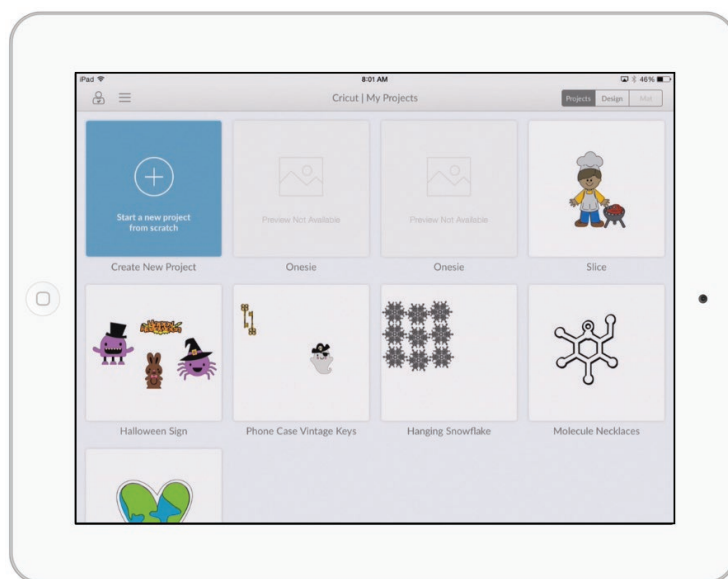 iPad
8:01 AM
46%
Cricut | My Projects
Projects
Design
Mat
Start a new project
from scratch
Preview Not Available
Preview Not Available
Create New Project
Onesie
Onesie
Slice
Halloween Sign
Phone Case Vintage Keys
Hanging Snowflake
Molecule Necklaces